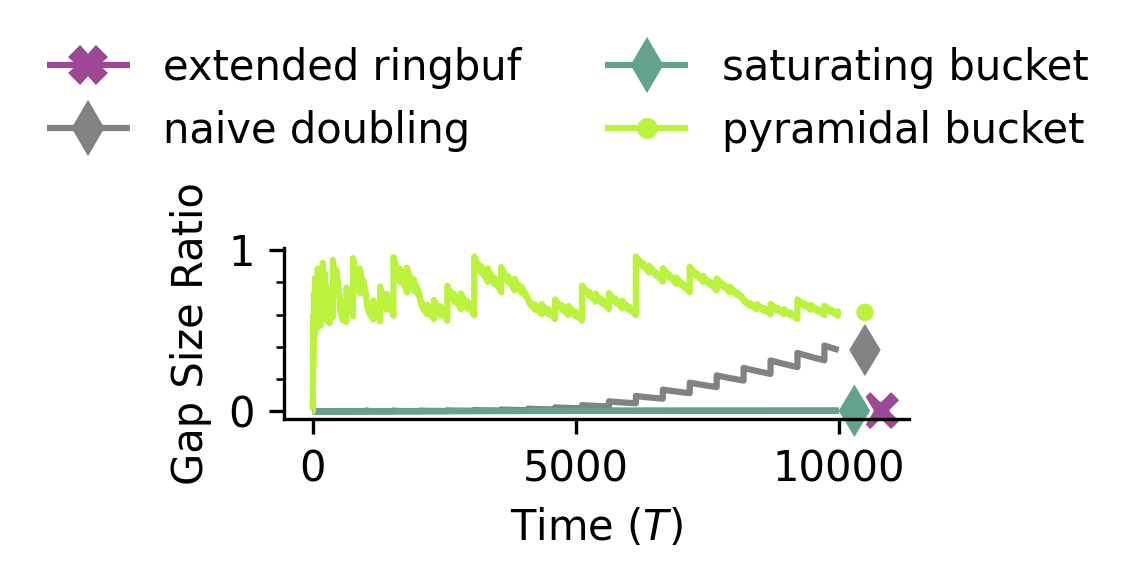 extended ringbuf
saturating bucket
naive doubling
pyramidal bucket
Gap Size Ratio
1
0
0
5000
10000
Time (T)